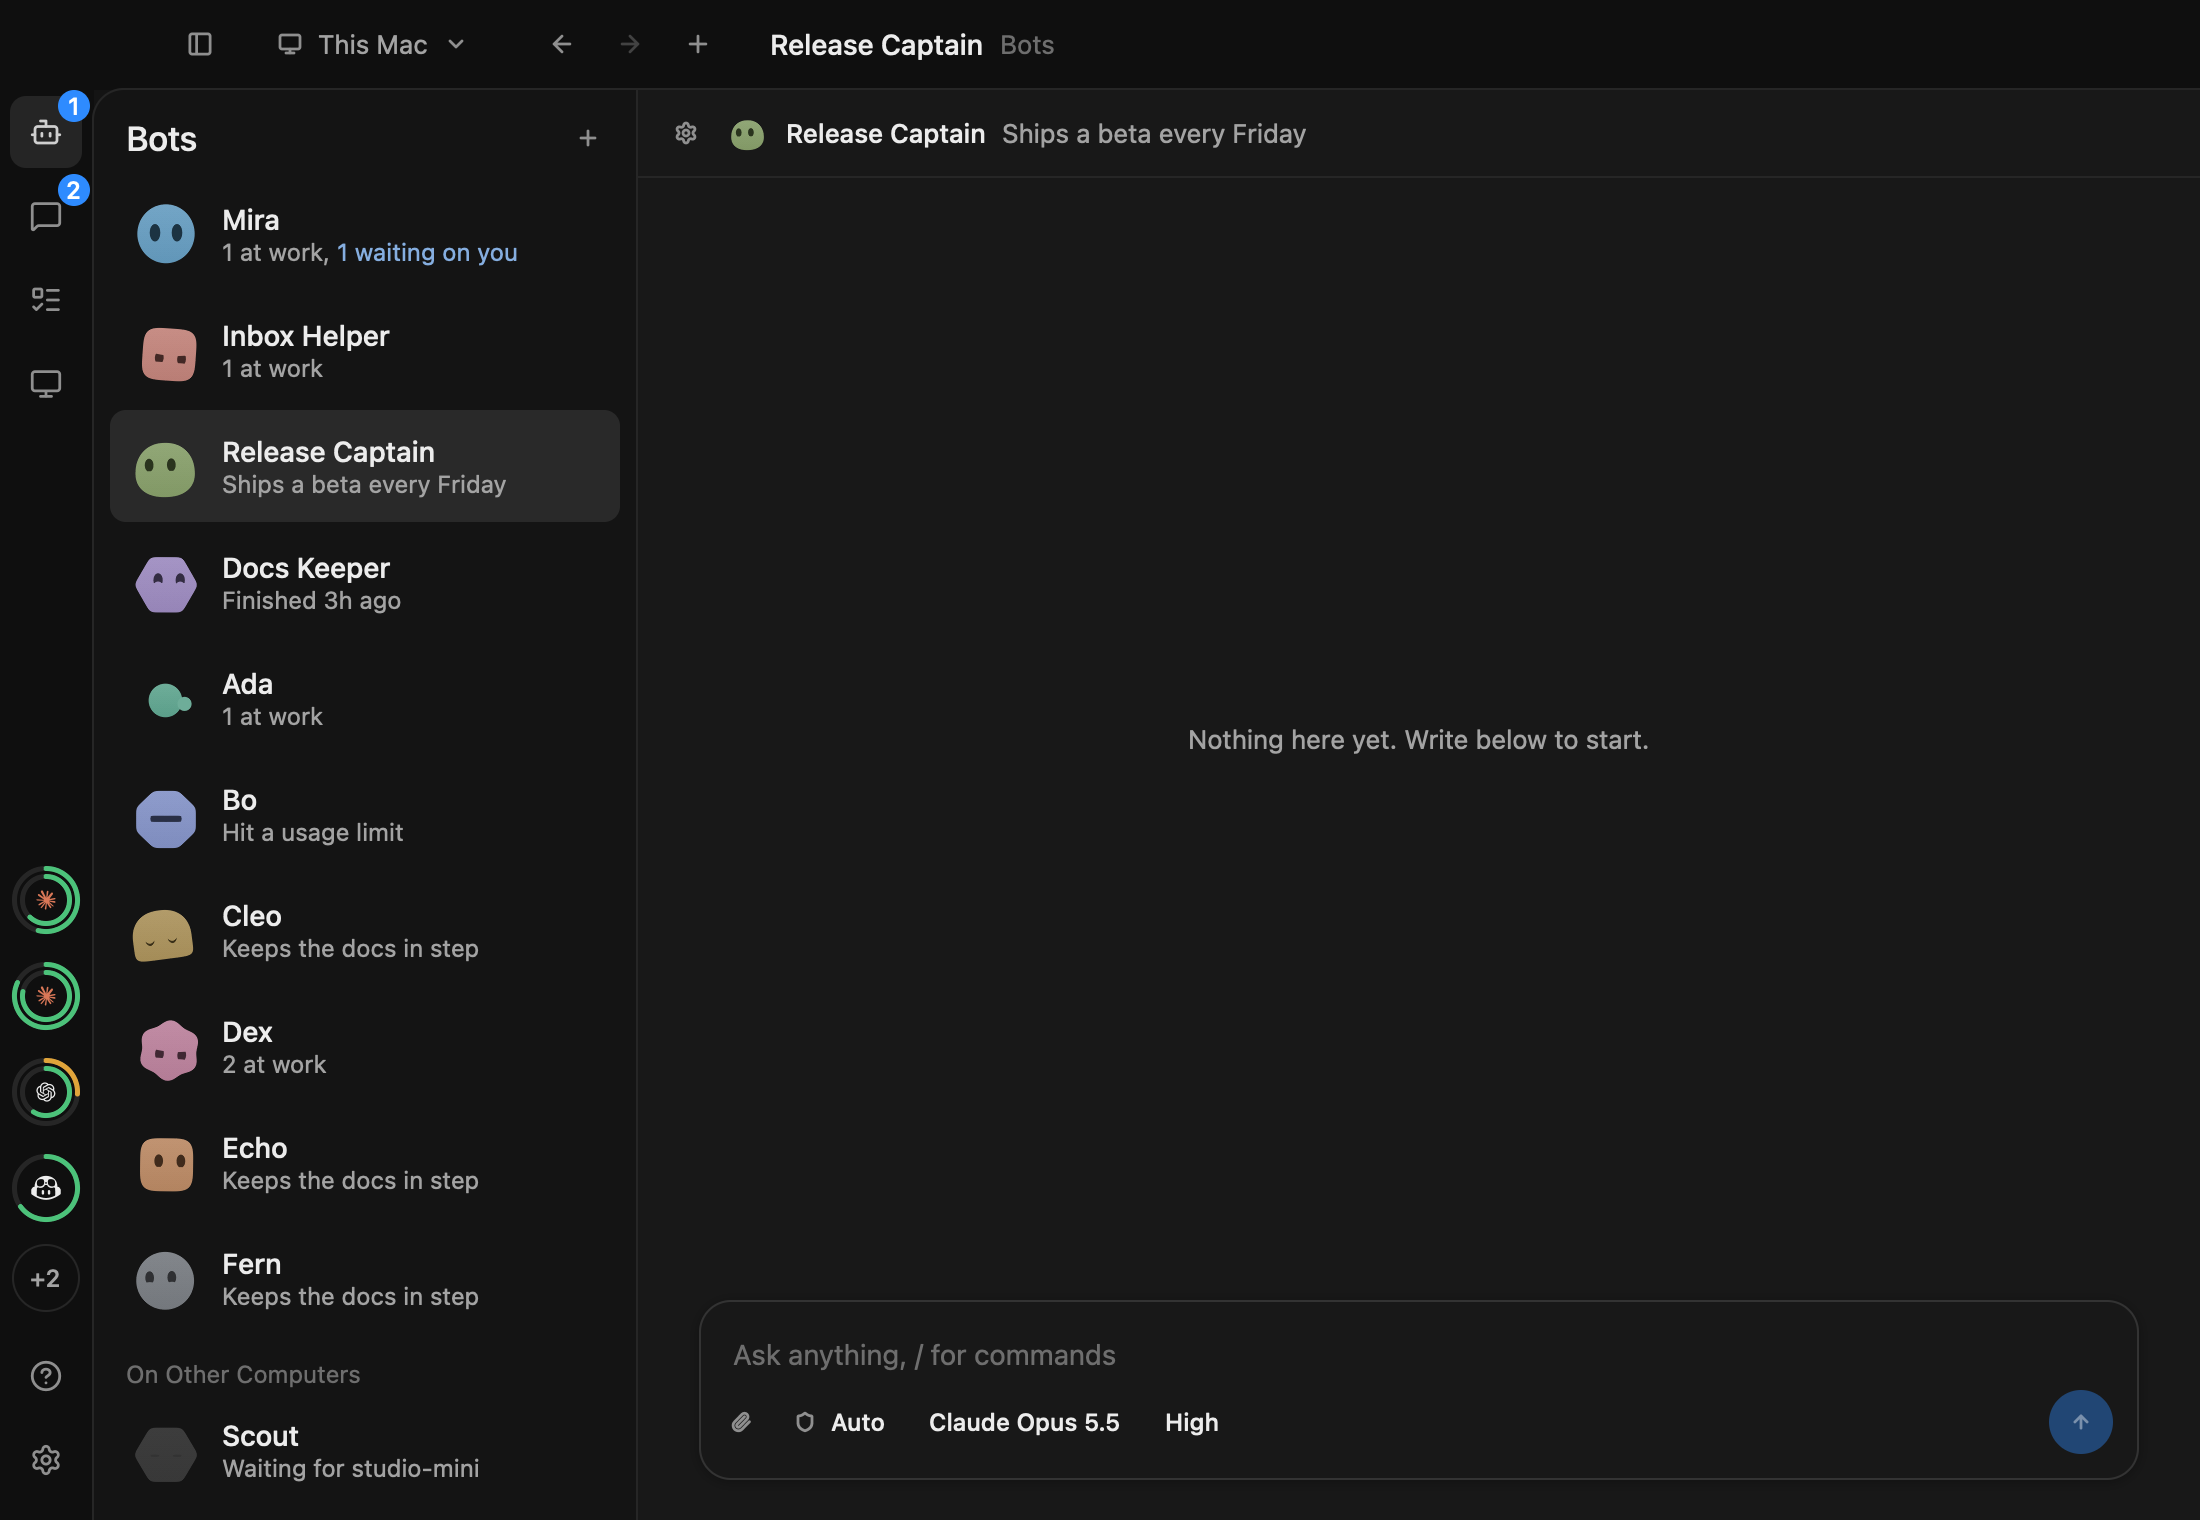 This Mac
Release Captain Bots
1
2
Bots
Mira
1 at work, 1 waiting on you
Inbox Helper
1 at work
Release Captain
Ships a beta every Friday
Docs Keeper
Finished 3h ago
Ada
1 at work
Bo
Hit a usage limit
Cleo
Keeps the docs in step
Dex
2 at work
Echo
Keeps the docs in step
Fern
Keeps the docs in step
On Other Computers
Scout
Waiting for studio-mini
+2
Release Captain Ships a beta every Friday
Nothing here yet. Write below to start.
Ask anything, / for commands
Auto Claude Opus 5.5 High